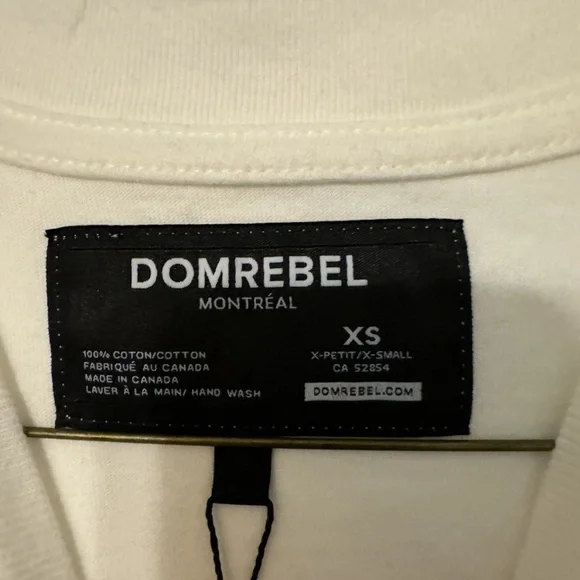 DOMREBEL
MONTRÉAL
XS
X-PETIT/X-SMALL
CA 52854
DOMREBEL.COM
100% COTON/COTTON
FABRIQUÉ AU CANADA
MADE IN CANADA
LAVER À LA MAIN/ HAND WASH